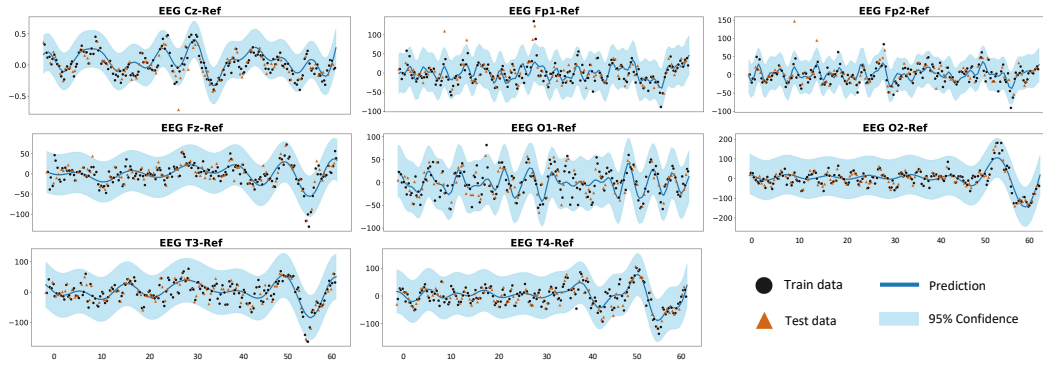 EEG Cz-Ref
0.5
0.0
−0.5
EEG Fp1-Ref
100
50
0
−50
−100
EEG Fp2-Ref
150
100
50
0
−50
−100
EEG Fz-Ref
50
0
−50
−100
EEG O1-Ref
100
50
0
−50
−100
EEG O2-Ref
200
100
0
−100
−200
0 10 20 30 40 50 60
EEG T3-Ref
100
0
−100
0 10 20 30 40 50 60
EEG T4-Ref
100
0
−100
0 10 20 30 40 50 60
Train data
Prediction
Test data
95% Confidence